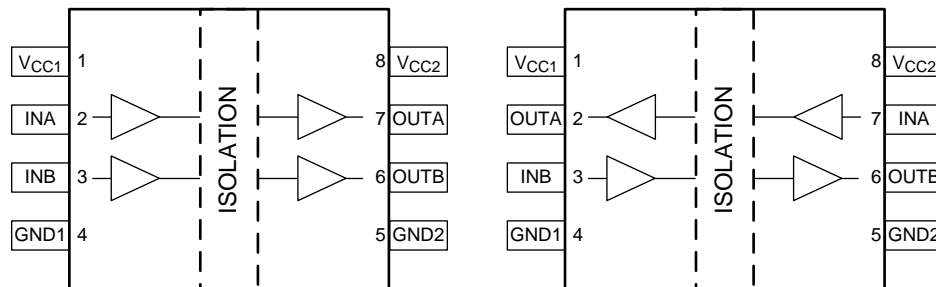 VCC1 1 8 VCC2
INA 2 7 OUTA
INB 3 6 OUTB
GND1 4 5 GND2
ISOLATION
VCC1 1 8 VCC2
OUTA 2 7 INA
INB 3 6 OUTB
GND1 4 5 GND2
ISOLATION